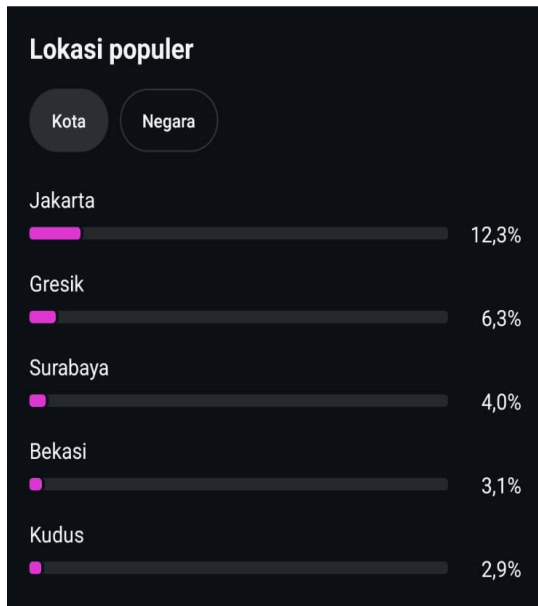 Lokasi populer
Kota Negara
Jakarta
12,3%
Gresik
6,3%
Surabaya
4,0%
Bekasi
3,1%
Kudus
2,9%